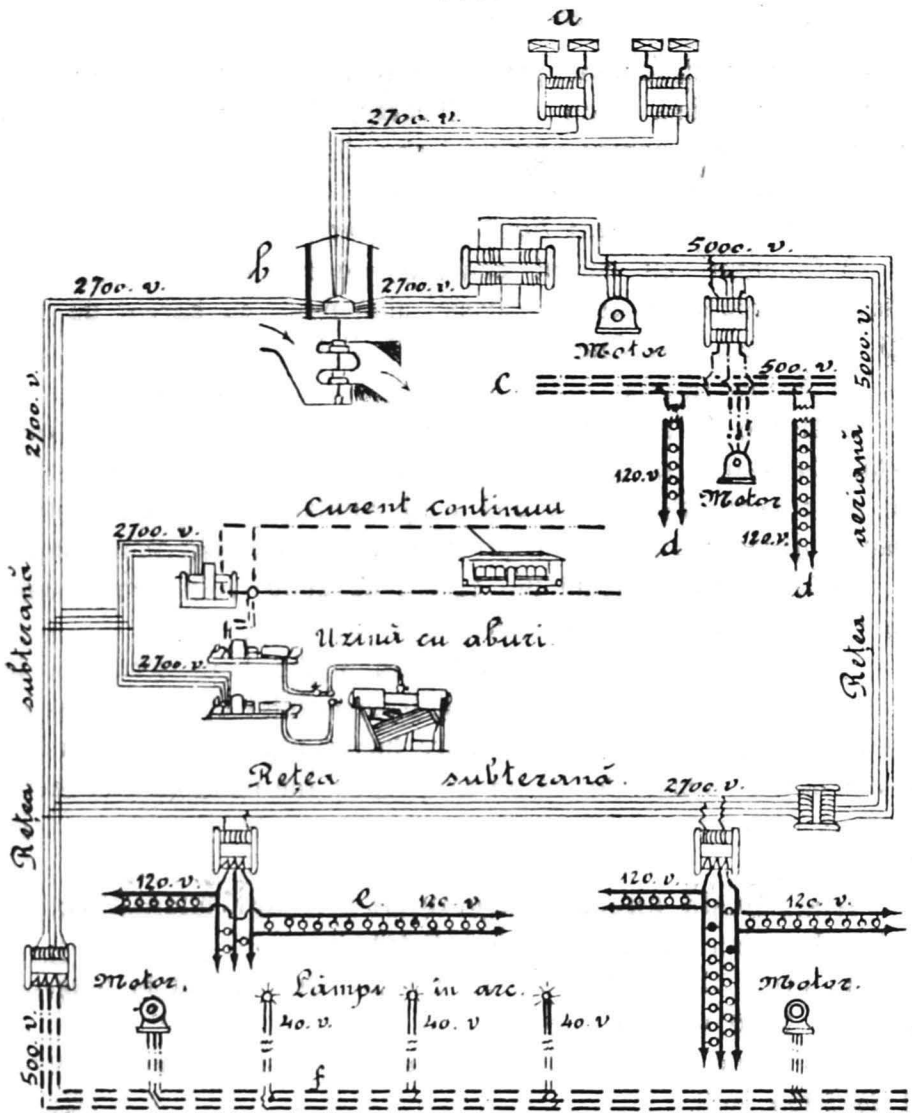 a
2700. v.
b
5000. v.
2700. v.
2700. v.
Motor
5000. v.
500. v.
c.
2700. v.
120. v
Motor
120. v.
d
d
Curent continuu
2700. v.
Rețea aeriană
Uzină cu aburi.
2700. v.
Rețea subterană
Rețea subterană.
2700. v.
120. v.
e.
120. v.
120. v.
120. v.
Motor.
Lămpi în arc.
Motor.
40. v.
40. v
40. v
500. v.
f